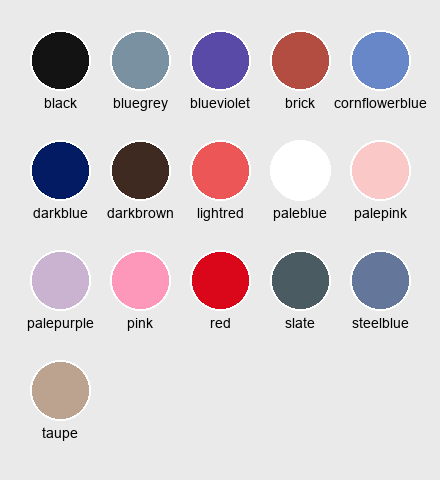 black bluegrey blueviolet brick cornflowerblue
darkblue darkbrown lightred paleblue palepink
palepurple pink red slate steelblue
taupe